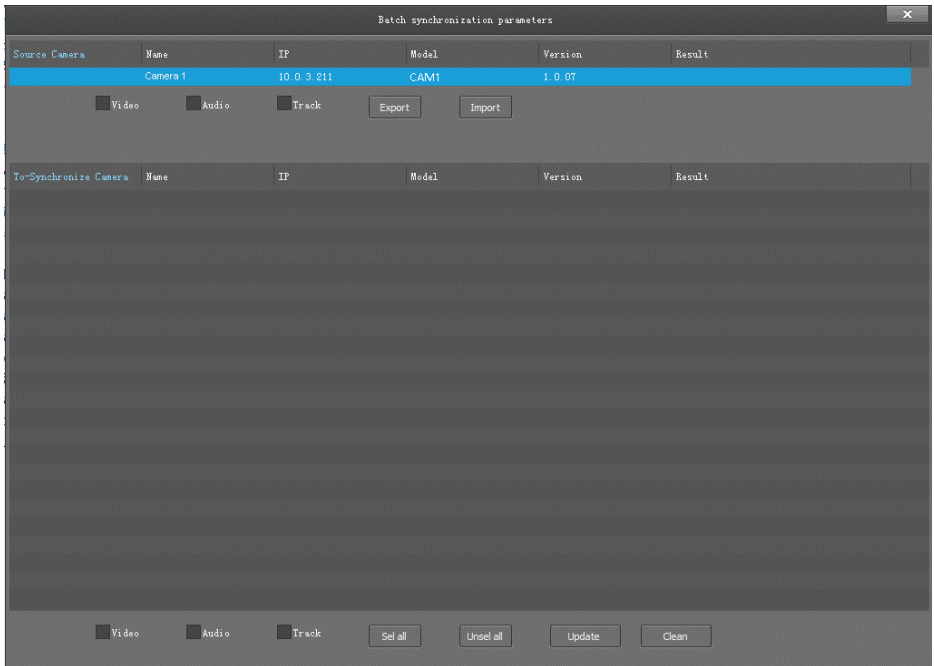 Batch synchronization parameters
Source Camera Name IP Model Version Result
Camera 1 10.0.3.211 CAM1 1.0.07
Video Audio Track Export Import
To-Synchronize Camera Name IP Model Version Result
Video Audio Track Sel all Unsel all Update Clean